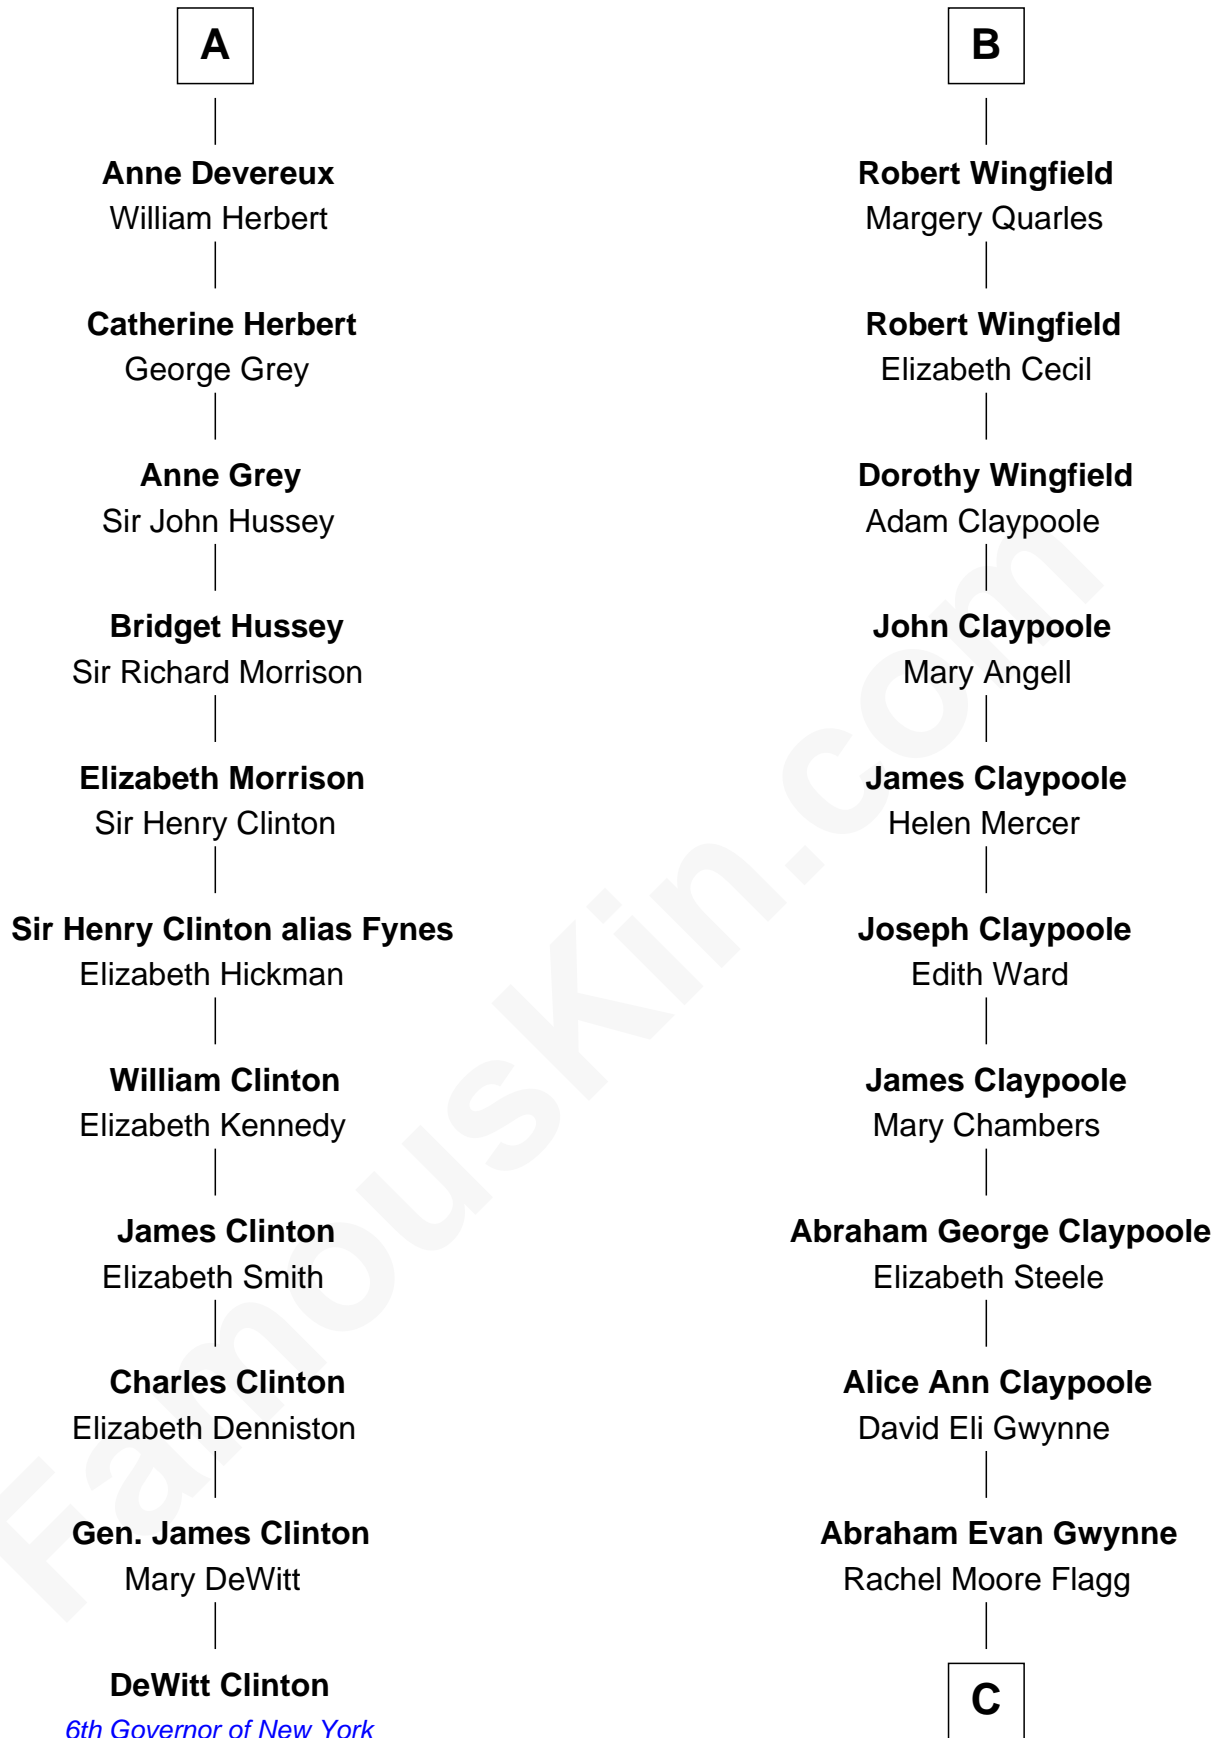 A
Anne Devereux
William Herbert
Catherine Herbert
George Grey
Anne Grey
Sir John Hussey
Bridget Hussey
Sir Richard Morrison
Elizabeth Morrison
Sir Henry Clinton
Sir Henry Clinton alias Fynes
Elizabeth Hickman
William Clinton
Elizabeth Kennedy
James Clinton
Elizabeth Smith
Charles Clinton
Elizabeth Denniston
Gen. James Clinton
Mary DeWitt
DeWitt Clinton
6th Governor of New York
B
Robert Wingfield
Margery Quarles
Robert Wingfield
Elizabeth Cecil
Dorothy Wingfield
Adam Claypoole
John Claypoole
Mary Angell
James Claypoole
Helen Mercer
Joseph Claypoole
Edith Ward
James Claypoole
Mary Chambers
Abraham George Claypoole
Elizabeth Steele
Alice Ann Claypoole
David Eli Gwynne
Abraham Evan Gwynne
Rachel Moore Flagg
C
FamousKin.com